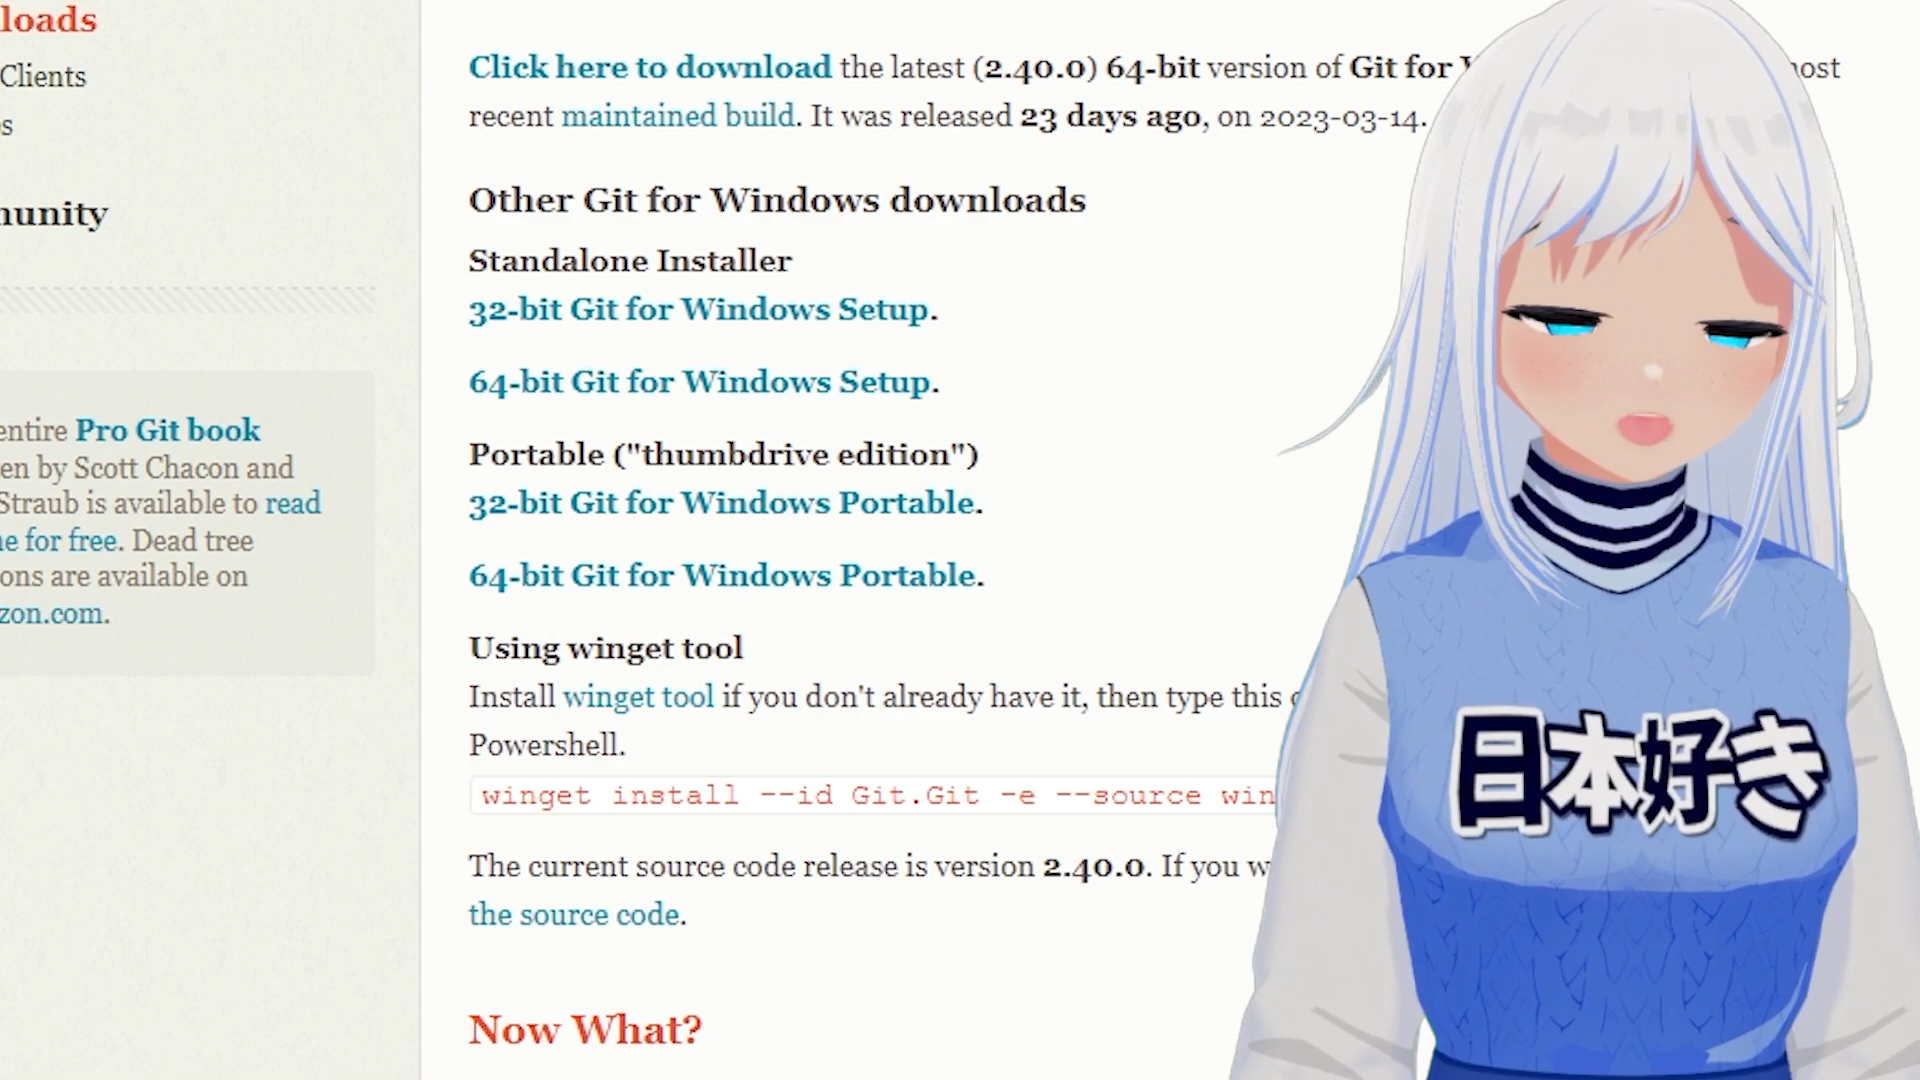 loads
Clients
munity
entire Pro Git book
en by Scott Chacon and
Straub is available to read
e for free. Dead tree
ons are available on
zon.com.
Click here to download the latest (2.40.0) 64-bit version of Git for
recent maintained build. It was released 23 days ago, on 2023-03-14.
Other Git for Windows downloads
Standalone Installer
32-bit Git for Windows Setup.
64-bit Git for Windows Setup.
Portable ("thumbdrive edition")
32-bit Git for Windows Portable.
64-bit Git for Windows Portable.
Using winget tool
Install winget tool if you don't already have it, then type this
Powershell.
winget install --id Git.Git -e --source win
The current source code release is version 2.40.0. If you w
the source code.
Now What?
日本好き